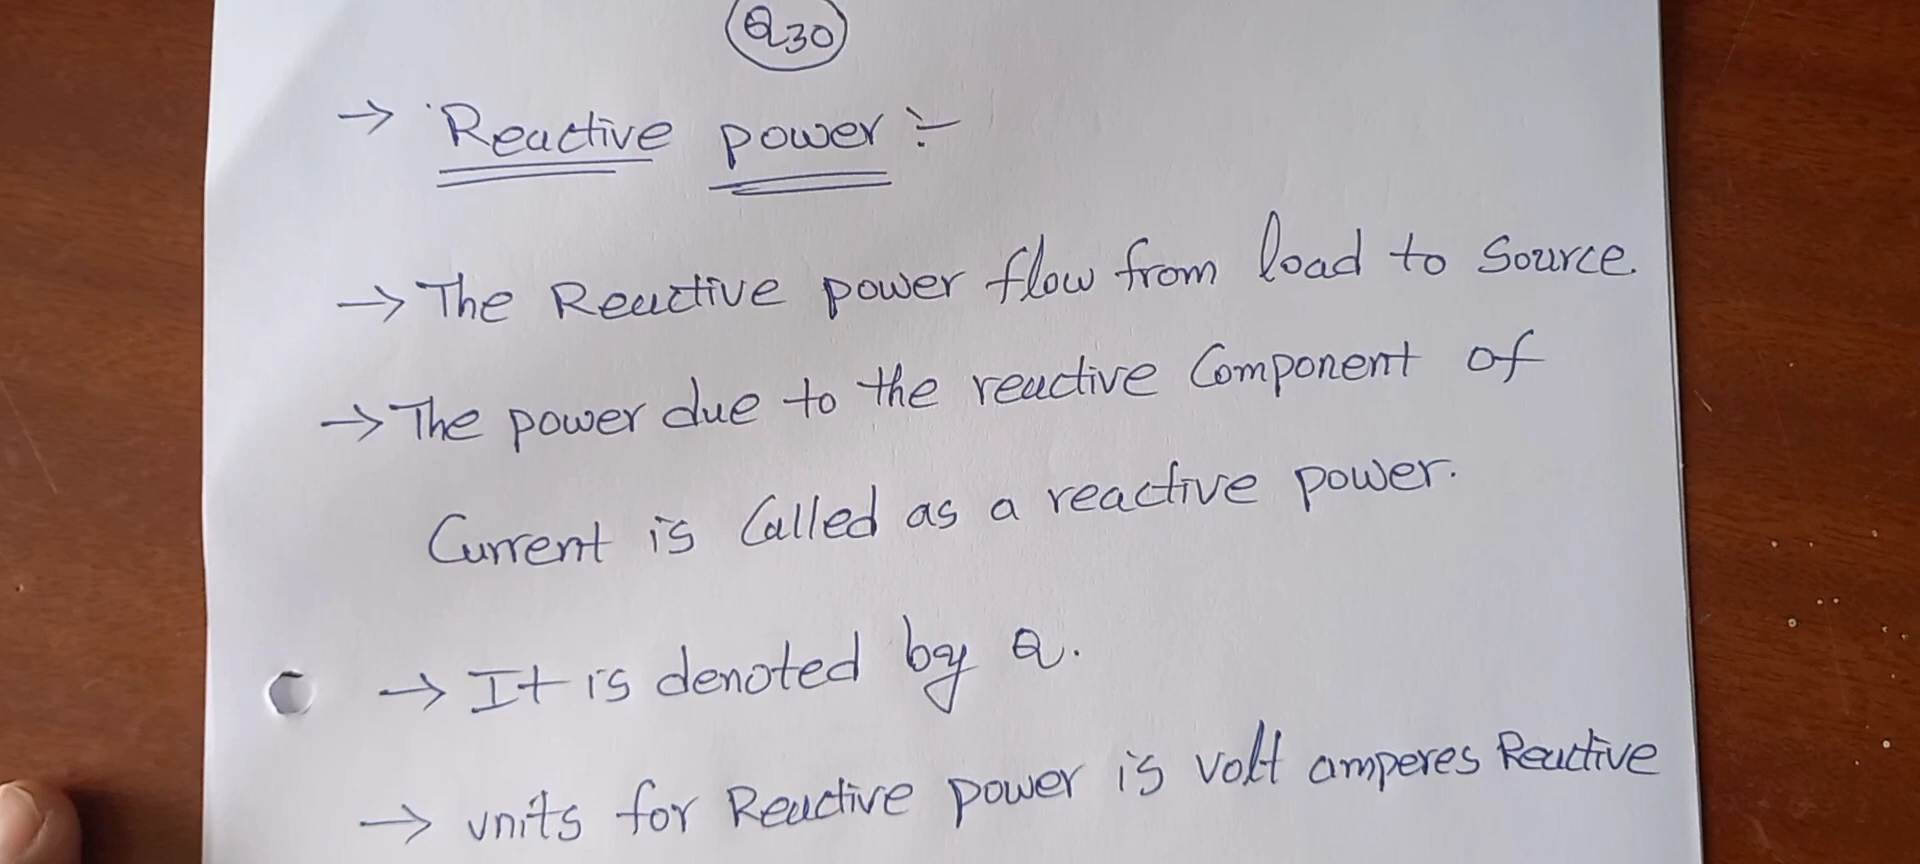 Q30
→ Reactive power :-
→ The Reactive power flow from load to Source.
→ The power due to the reactive Component of
Current is Called as a reactive power.
→ It is denoted by Q.
→ units for Reactive power is volt amperes Reactive